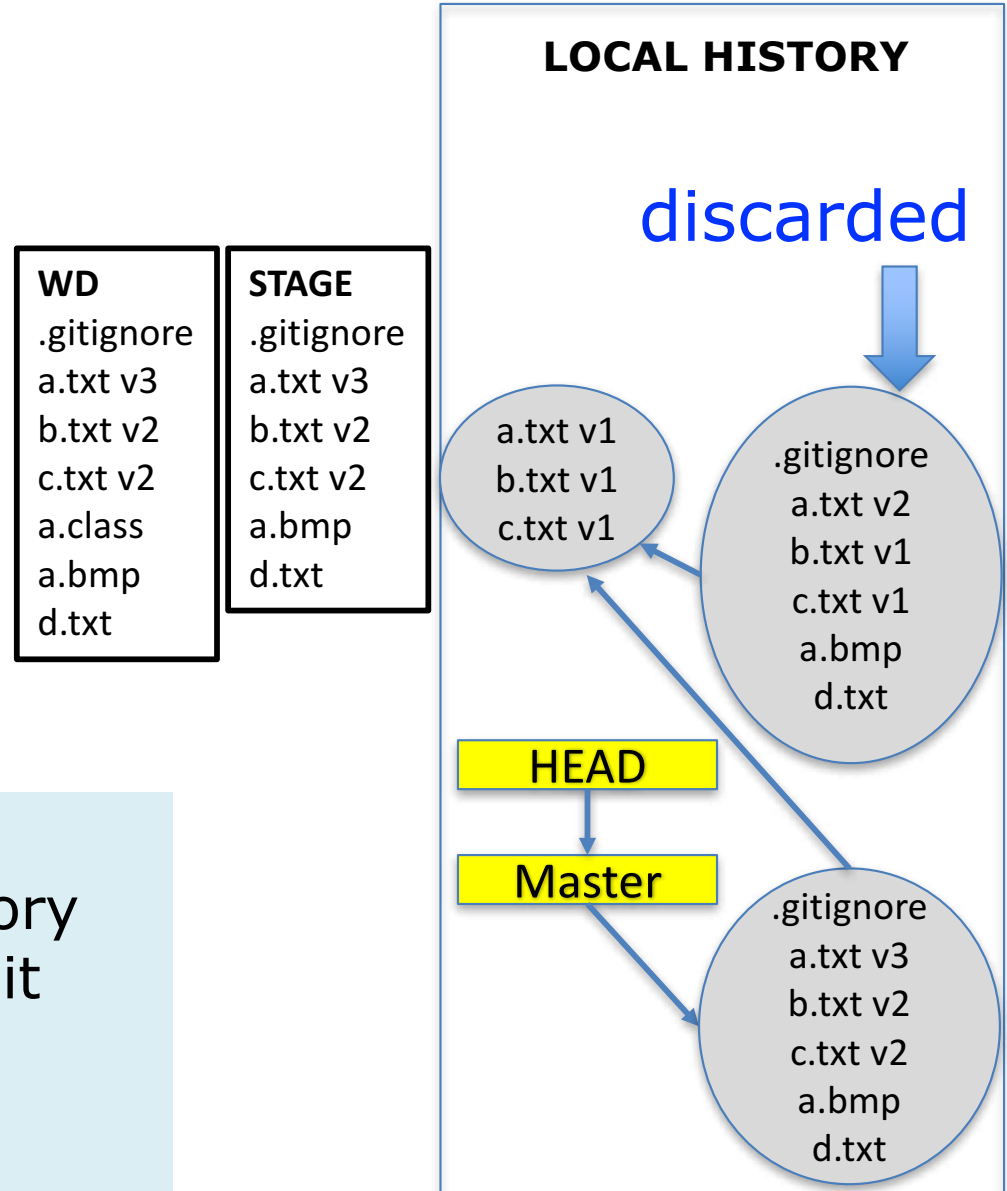 LOCAL HISTORY
discarded
WD
.gitignore
a.txt v3
b.txt v2
c.txt v2
a.class
a.bmp
d.txt
STAGE
.gitignore
a.txt v3
b.txt v2
c.txt v2
a.bmp
d.txt
a.txt v1
b.txt v1
c.txt v1
.gitignore
a.txt v2
b.txt v1
c.txt v1
a.bmp
d.txt
HEAD
Master
.gitignore
a.txt v3
b.txt v2
c.txt v2
a.bmp
d.txt
ory
it